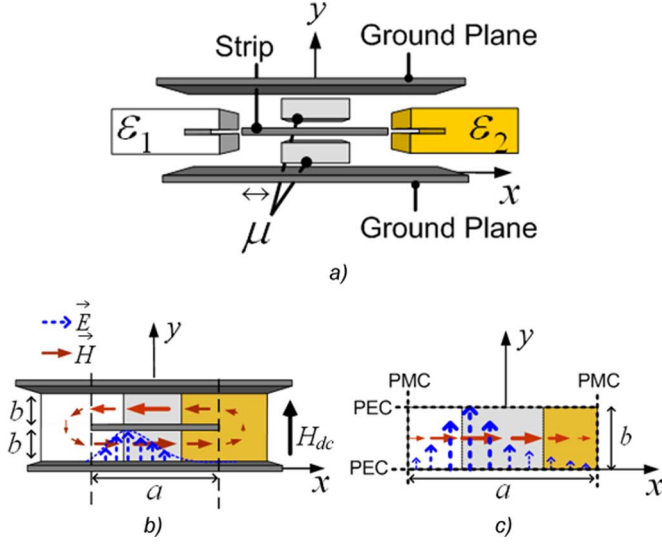 y
Strip
Ground Plane
ε1
ε2
x
μ
Ground Plane
a)
E
H
y
b
b
Hdc
a
x
b)
y
PMC
PMC
PEC
b
PEC
a
x
c)